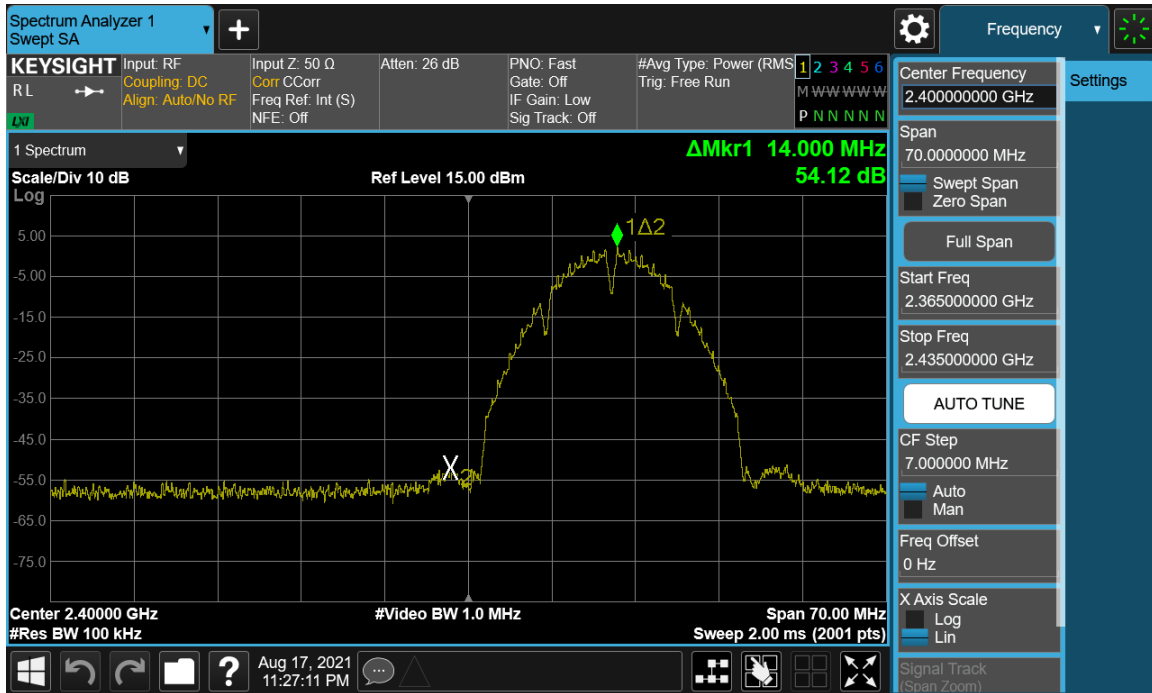 Spectrum Analyzer 1
Swept SA
Frequency
KEYSIGHT
RL
LXI
Input: RF
Coupling: DC
Align: Auto/No RF
Input Z: 50 Ω
Corr CCorr
Freq Ref: Int (S)
NFE: Off
Atten: 26 dB
PNO: Fast
Gate: Off
IF Gain: Low
Sig Track: Off
#Avg Type: Power (RMS
Trig: Free Run
1 2 3 4 5 6
M W W W W W
P N N N N N
1 Spectrum
ΔMkr1 14.000 MHz
54.12 dB
Scale/Div 10 dB
Ref Level 15.00 dBm
Log
5.00
-5.00
-15.0
-25.0
-35.0
-45.0
-55.0
-65.0
-75.0
1Δ2
X2
Center 2.40000 GHz
#Video BW 1.0 MHz
Span 70.00 MHz
#Res BW 100 kHz
Sweep 2.00 ms (2001 pts)
Aug 17, 2021
11:27:11 PM
Center Frequency
2.400000000 GHz
Settings
Span
70.0000000 MHz
Swept Span
Zero Span
Full Span
Start Freq
2.365000000 GHz
Stop Freq
2.435000000 GHz
AUTO TUNE
CF Step
7.000000 MHz
Auto
Man
Freq Offset
0 Hz
X Axis Scale
Log
Lin
Signal Track
(Span Zoom)